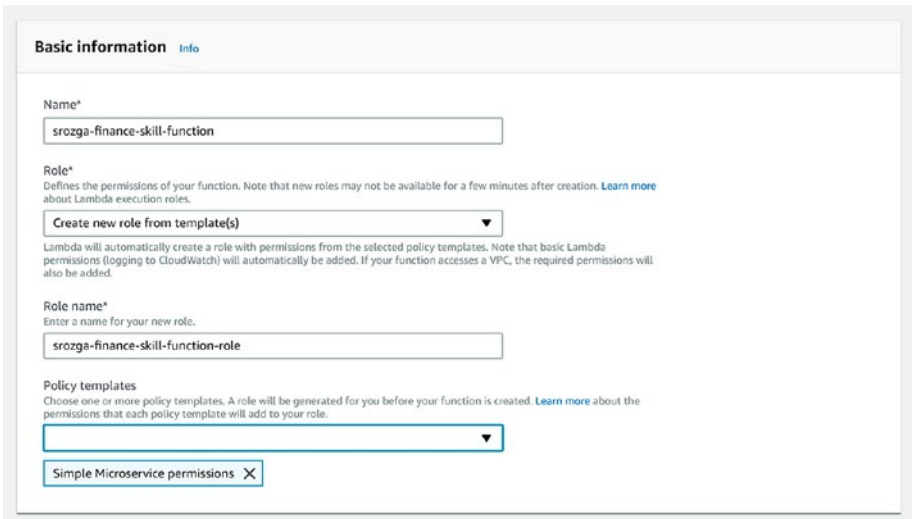 Basic information Info
Name*
srozga-finance-skill-function
Role*
Defines the permissions of your function. Note that new roles may not be available for a few minutes after creation. Learn more
about Lambda execution roles.
Create new role from template(s)
Lambda will automatically create a role with permissions from the selected policy templates. Note that basic Lambda
permissions (logging to CloudWatch) will automatically be added. If your function accesses a VPC, the required permissions will
also be added.
Role name*
Enter a name for your new role.
srozga-finance-skill-function-role
Policy templates
Choose one or more policy templates. A role will be generated for you before your function is created. Learn more about the
permissions that each policy template will add to your role.
Simple Microservice permissions